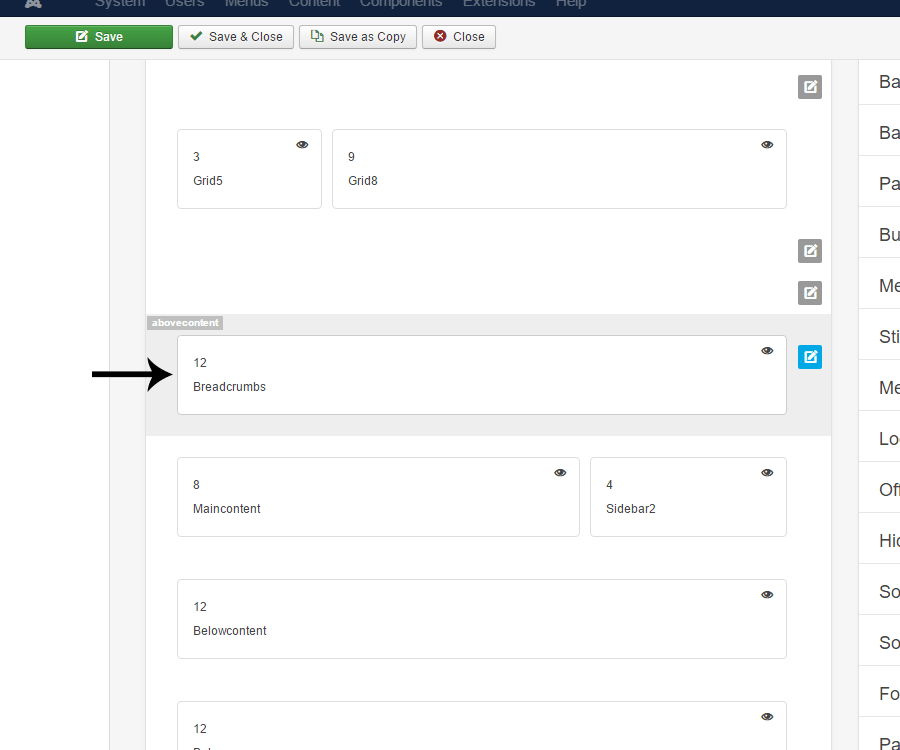 System Users Menus Content Components Extensions Help
Save Save & Close Save as Copy Close
Ba
3 9
Grid5 Grid8
Ba
Pa
Bu
Me
abovecontent
Sti
12
Breadcrumbs
Me
Lo
8 4
Maincontent Sidebar2
Off
Hid
So
12
Belowcontent
So
Fo
12
Pa